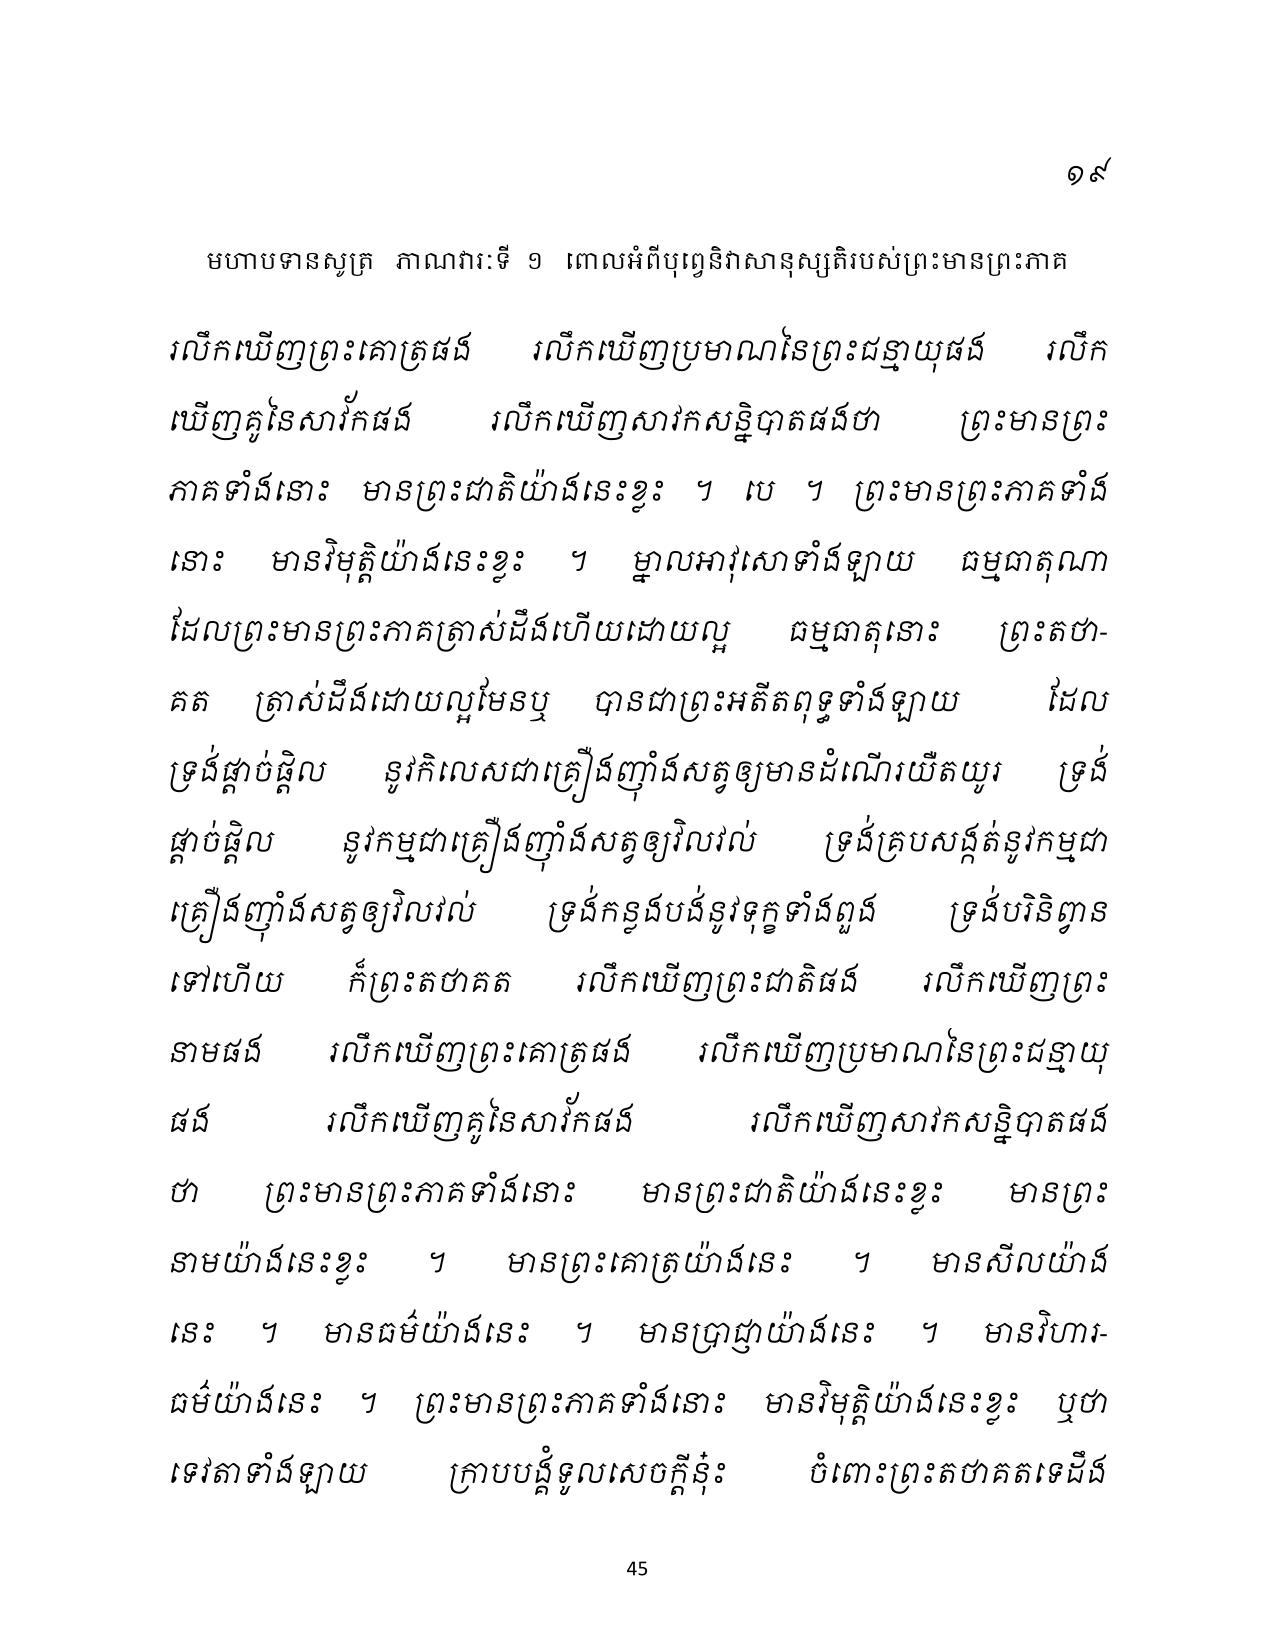 ១៩
មហាបទានសូត្រ ភាណវារៈទី ១ ពោលអំពីបុព្វេនិវាសានុស្សតិរបស់ព្រះមានព្រះភាគ
រលឹកឃើញព្រះគោត្រផង រលឹកឃើញប្រមាណនៃព្រះជន្មាយុផង រលឹក
ឃើញគូនៃសាវ័កផង រលឹកឃើញសាវកសន្និបាតផងថា ព្រះមានព្រះ
ភាគទាំងនោះ មានព្រះជាតិយ៉ាងនេះខ្លះ ។ បេ ។ ព្រះមានព្រះភាគទាំង
នោះ មានវិមុត្តិយ៉ាងនេះខ្លះ ។ ម្នាលអាវុសោទាំងឡាយ ធម្មធាតុណា
ដែលព្រះមានព្រះភាគត្រាស់ដឹងហើយដោយល្អ ធម្មធាតុនោះ ព្រះតថា-
គត ត្រាស់ដឹងដោយល្អមែនឬ បានជាព្រះអតីតពុទ្ធទាំងឡាយ ដែល
ទ្រង់ផ្តាច់ផ្តិល នូវកិលេសជាគ្រឿងញ៉ាំងសត្វឲ្យមានដំណើរយឺតយូរ ទ្រង់
ផ្តាច់ផ្តិល នូវកម្មជាគ្រឿងញ៉ាំងសត្វឲ្យវិលវល់ ទ្រង់គ្របសង្កត់នូវកម្មជា
គ្រឿងញ៉ាំងសត្វឲ្យវិលវល់ ទ្រង់កន្លងបង់នូវទុក្ខទាំងពួង ទ្រង់បរិនិព្វាន
ទៅហើយ ក៏ព្រះតថាគត រលឹកឃើញព្រះជាតិផង រលឹកឃើញព្រះ
នាមផង រលឹកឃើញព្រះគោត្រផង រលឹកឃើញប្រមាណនៃព្រះជន្មាយុ
ផង រលឹកឃើញគូនៃសាវ័កផង រលឹកឃើញសាវកសន្និបាតផង
ថា ព្រះមានព្រះភាគទាំងនោះ មានព្រះជាតិយ៉ាងនេះខ្លះ មានព្រះ
នាមយ៉ាងនេះខ្លះ ។ មានព្រះគោត្រយ៉ាងនេះ ។ មានសីលយ៉ាង
នេះ ។ មានធម៌យ៉ាងនេះ ។ មានប្រាជ្ញាយ៉ាងនេះ ។ មានវិហារ-
ធម៌យ៉ាងនេះ ។ ព្រះមានព្រះភាគទាំងនោះ មានវិមុត្តិយ៉ាងនេះខ្លះ ឬថា
ទេវតាទាំងឡាយ ក្រាបបង្គំទូលសេចក្តីនុ៎ះ ចំពោះព្រះតថាគតទេដឹង
45